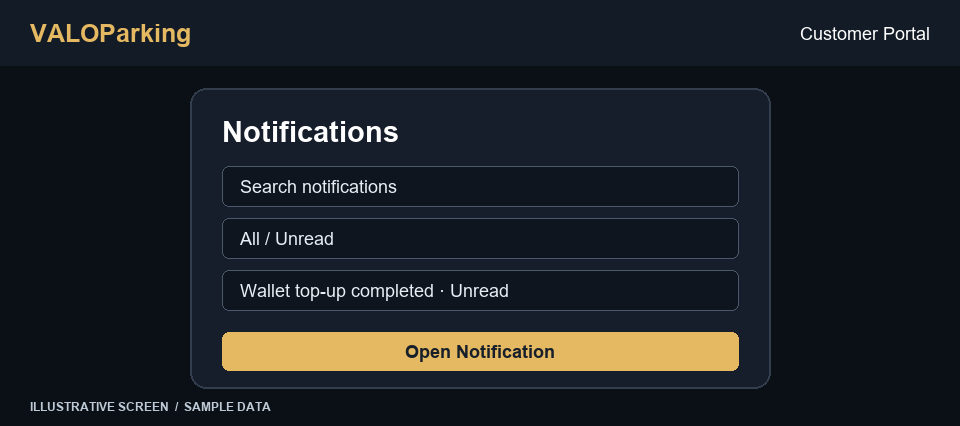 VALOParking
Customer Portal
Notifications
Search notifications
All / Unread
Wallet top-up completed · Unread
Open Notification
ILLUSTRATIVE SCREEN / SAMPLE DATA